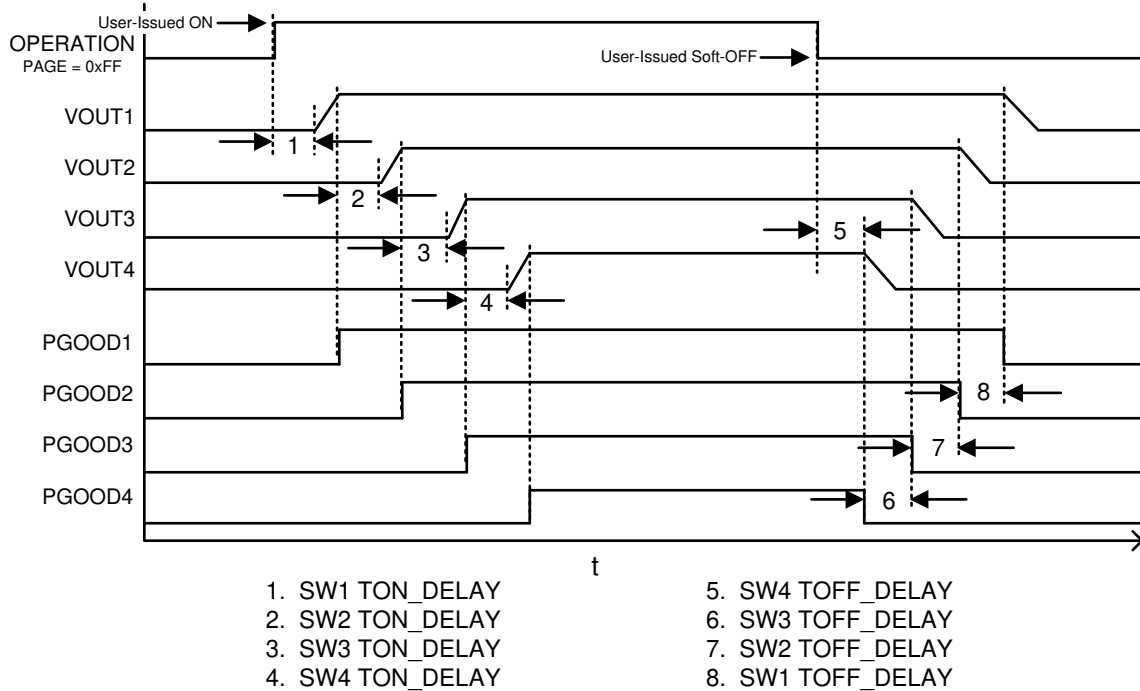 User-Issued ON
OPERATION
PAGE = 0xFF
User-Issued Soft-OFF
VOUT1
1
VOUT2
2
VOUT3
3
5
VOUT4
4
PGOOD1
PGOOD2
8
PGOOD3
7
PGOOD4
6
t
1. SW1 TON_DELAY
2. SW2 TON_DELAY
3. SW3 TON_DELAY
4. SW4 TON_DELAY
5. SW4 TOFF_DELAY
6. SW3 TOFF_DELAY
7. SW2 TOFF_DELAY
8. SW1 TOFF_DELAY